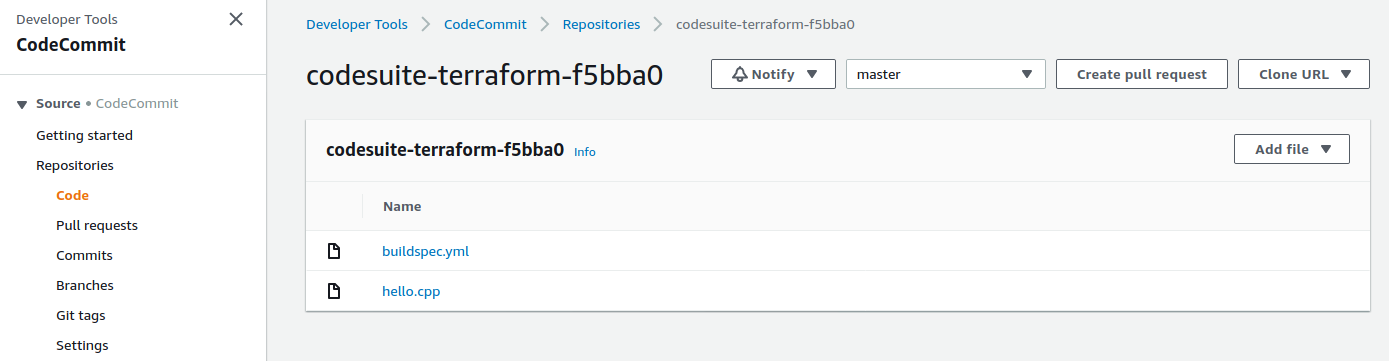 Developer Tools
CodeCommit
Source • CodeCommit
Getting started
Repositories
Code
Pull requests
Commits
Branches
Git tags
Settings
Developer Tools CodeCommit Repositories codesuite-terraform-f5bba0
codesuite-terraform-f5bba0 Notify master Create pull request Clone URL
codesuite-terraform-f5bba0 Info Add file
Name
buildspec.yml
hello.cpp